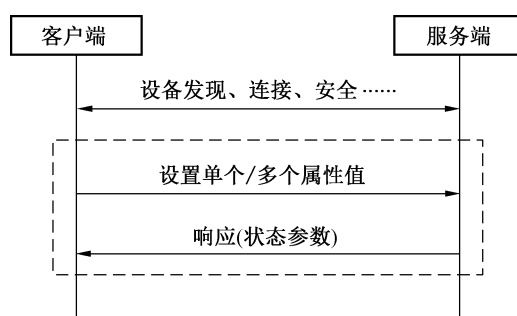 客户端
服务端
设备发现、连接、安全……
设置单个/多个属性值
响应(状态参数)